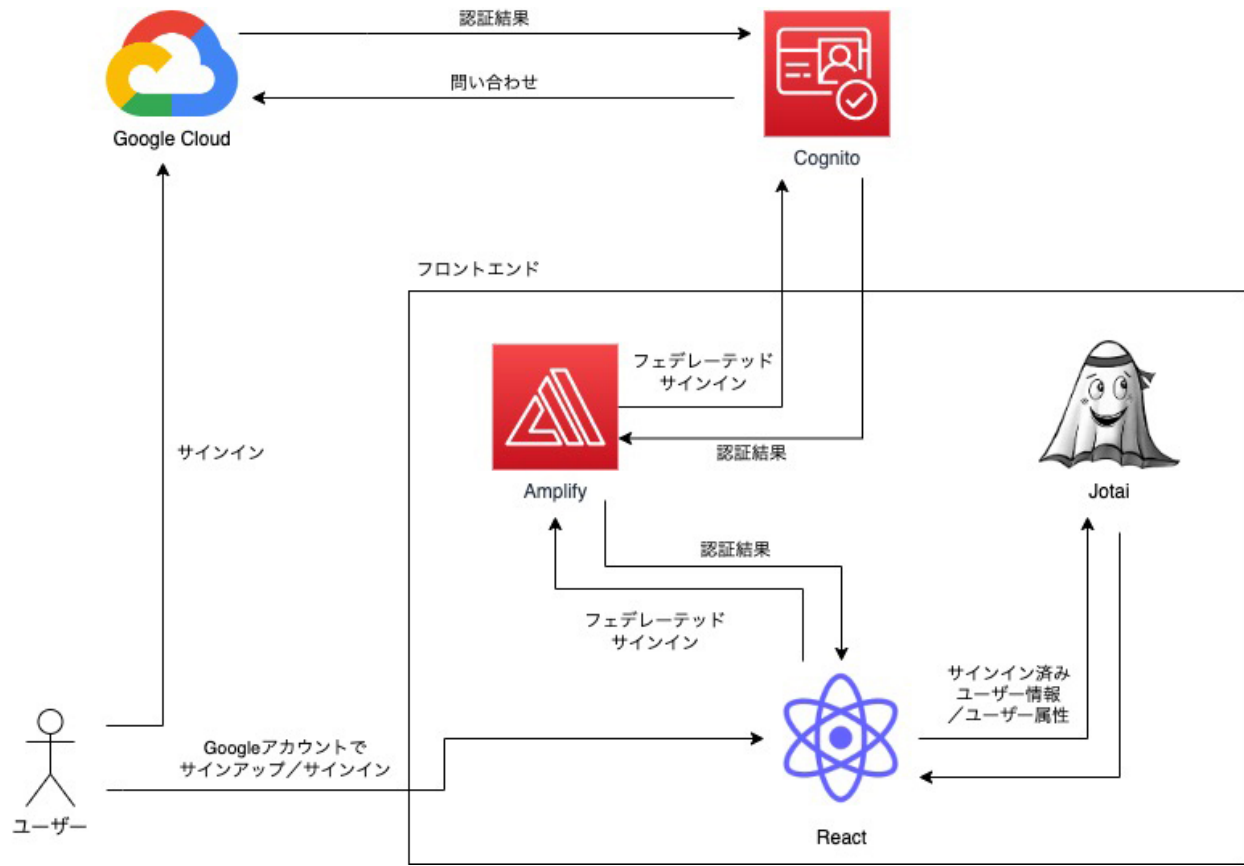 認証結果
問い合わせ
Google Cloud
Cognito
フロントエンド
フェデレーテッド
サインイン
サインイン
認証結果
Amplify
Jotai
認証結果
フェデレーテッド
サインイン
サインイン済み
ユーザー情報
／ユーザー属性
Googleアカウントで
サインアップ／サインイン
ユーザー
React